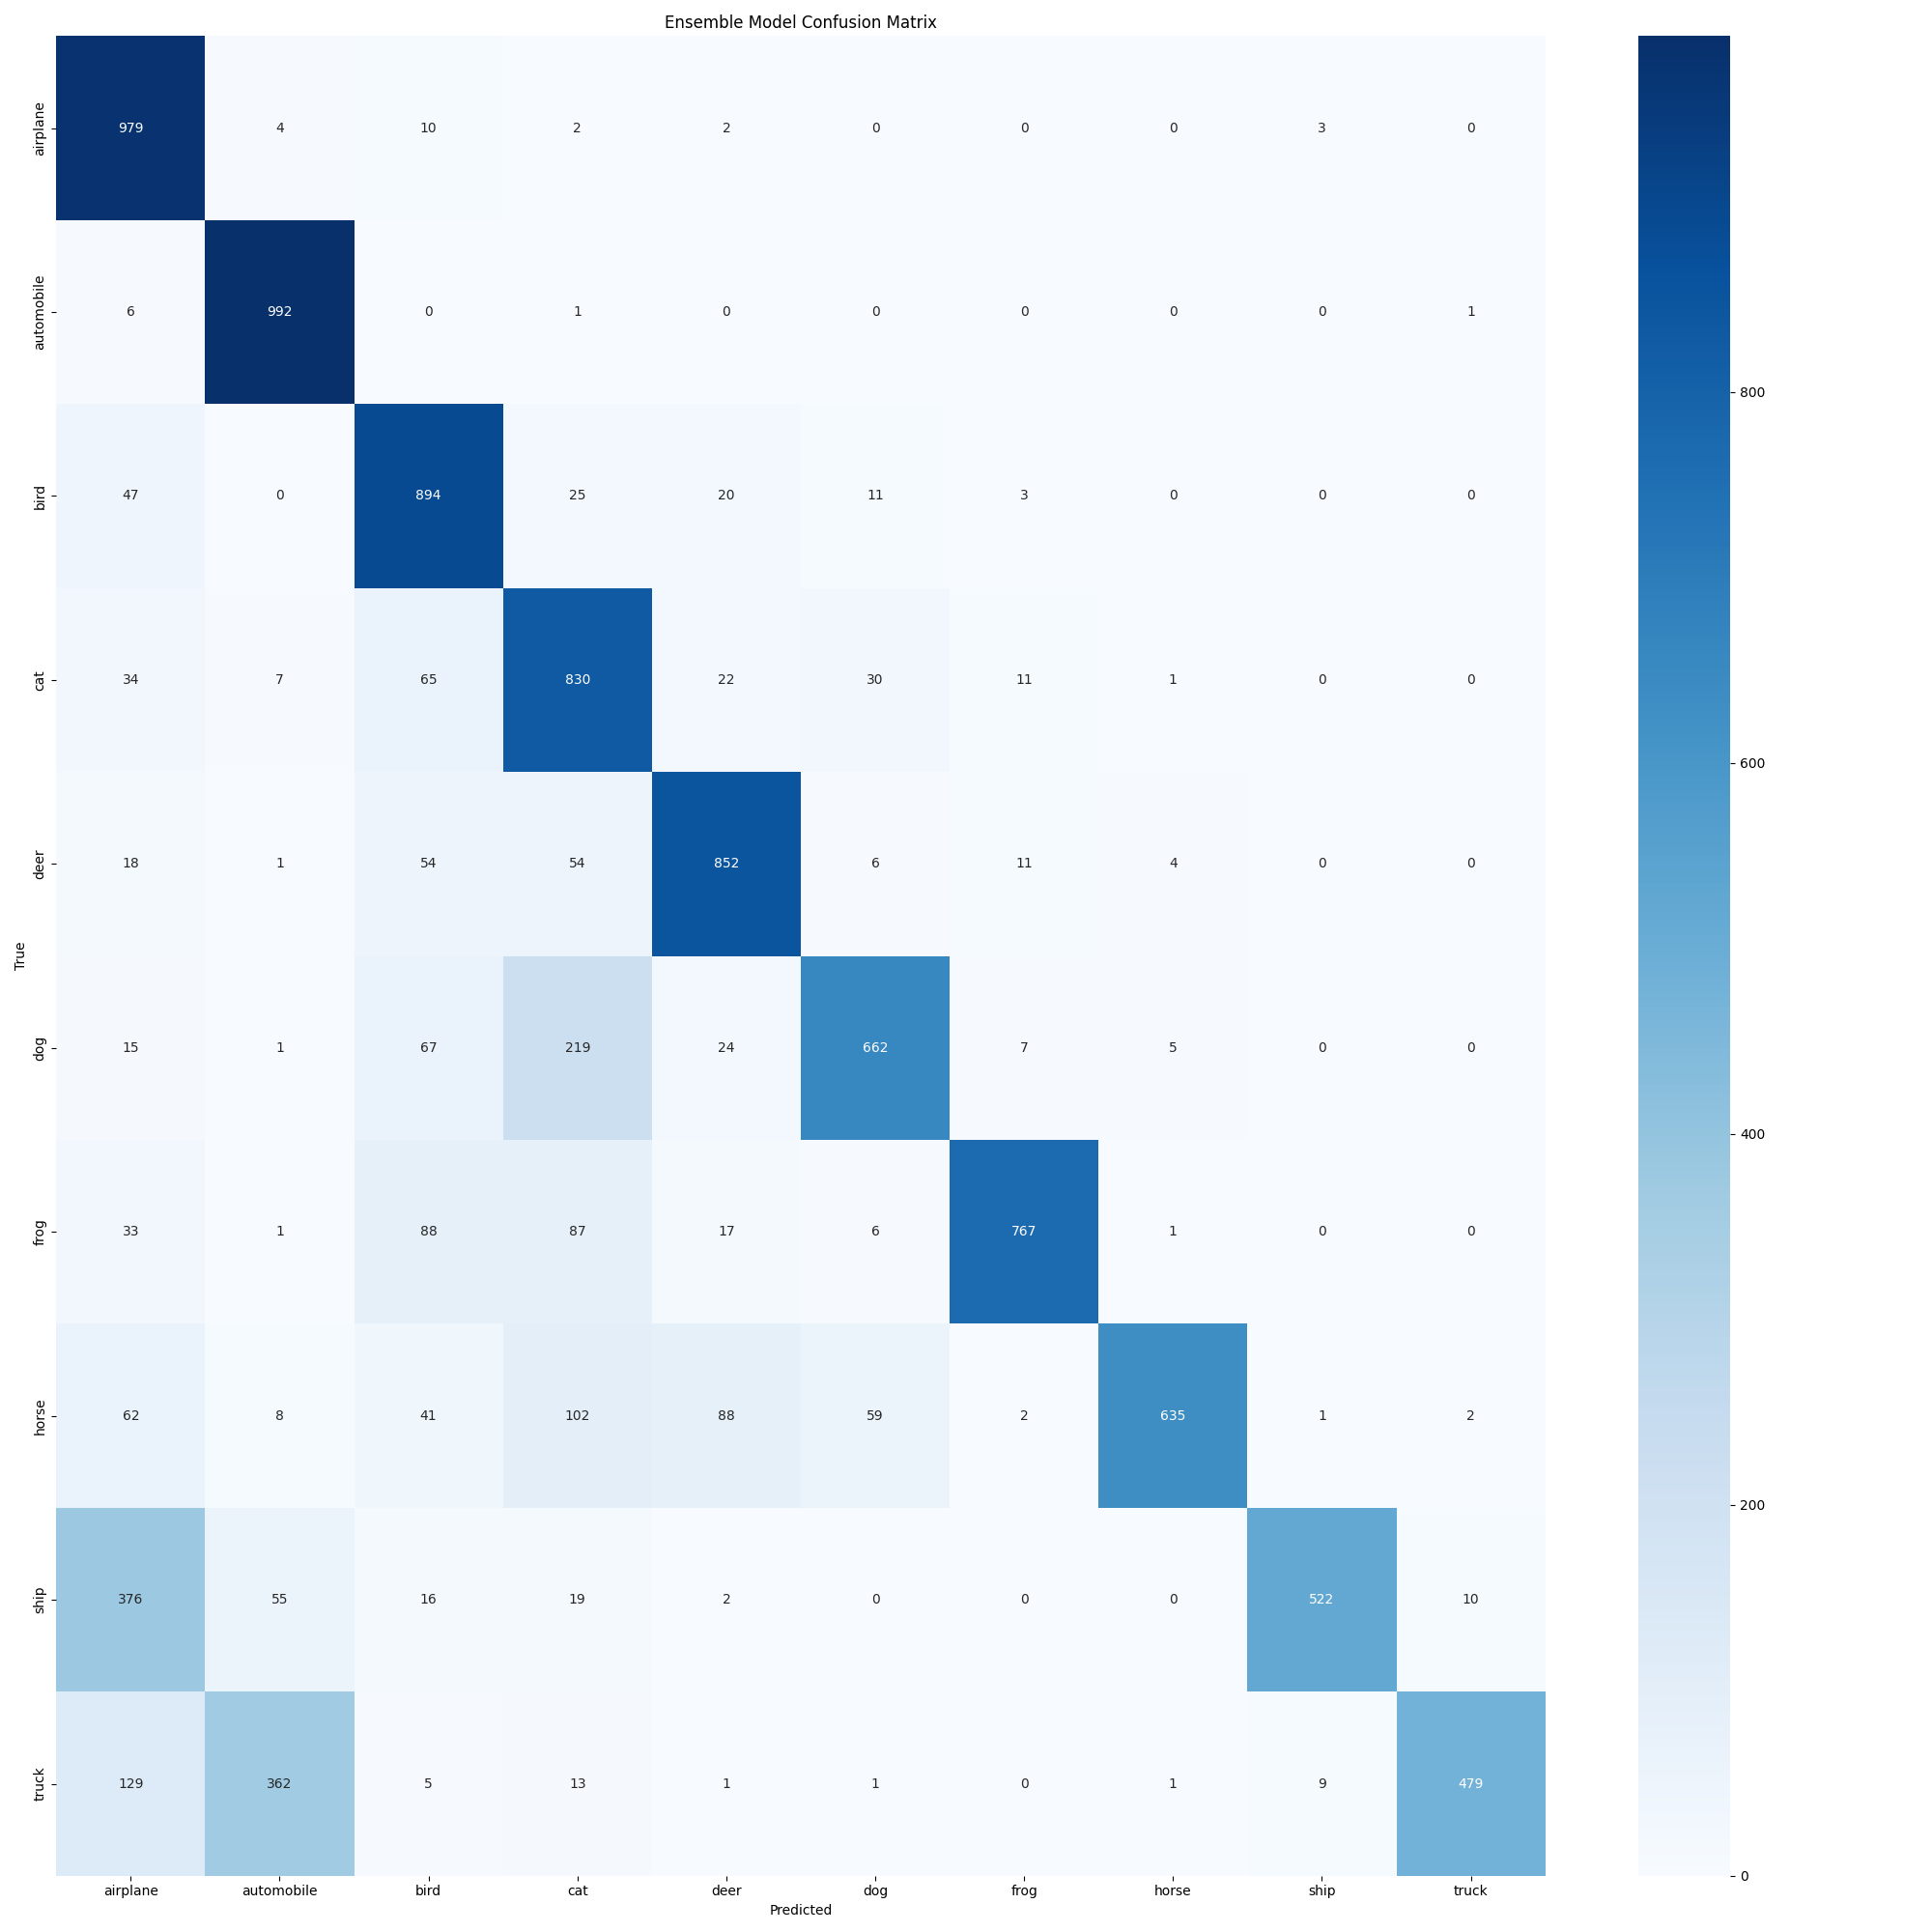 Ensemble Model Confusion Matrix
airplane 979 4 10 2 2 0 0 0 3 0
automobile 6 992 0 1 0 0 0 0 0 1
bird 47 0 894 25 20 11 3 0 0 0
cat 34 7 65 830 22 30 11 1 0 0
deer 18 1 54 54 852 6 11 4 0 0
dog 15 1 67 219 24 662 7 5 0 0
frog 33 1 88 87 17 6 767 1 0 0
horse 62 8 41 102 88 59 2 635 1 2
ship 376 55 16 19 2 0 0 0 522 10
truck 129 362 5 13 1 1 0 1 9 479
airplane automobile bird cat deer dog frog horse ship truck
Predicted
True
800
600
400
200
0